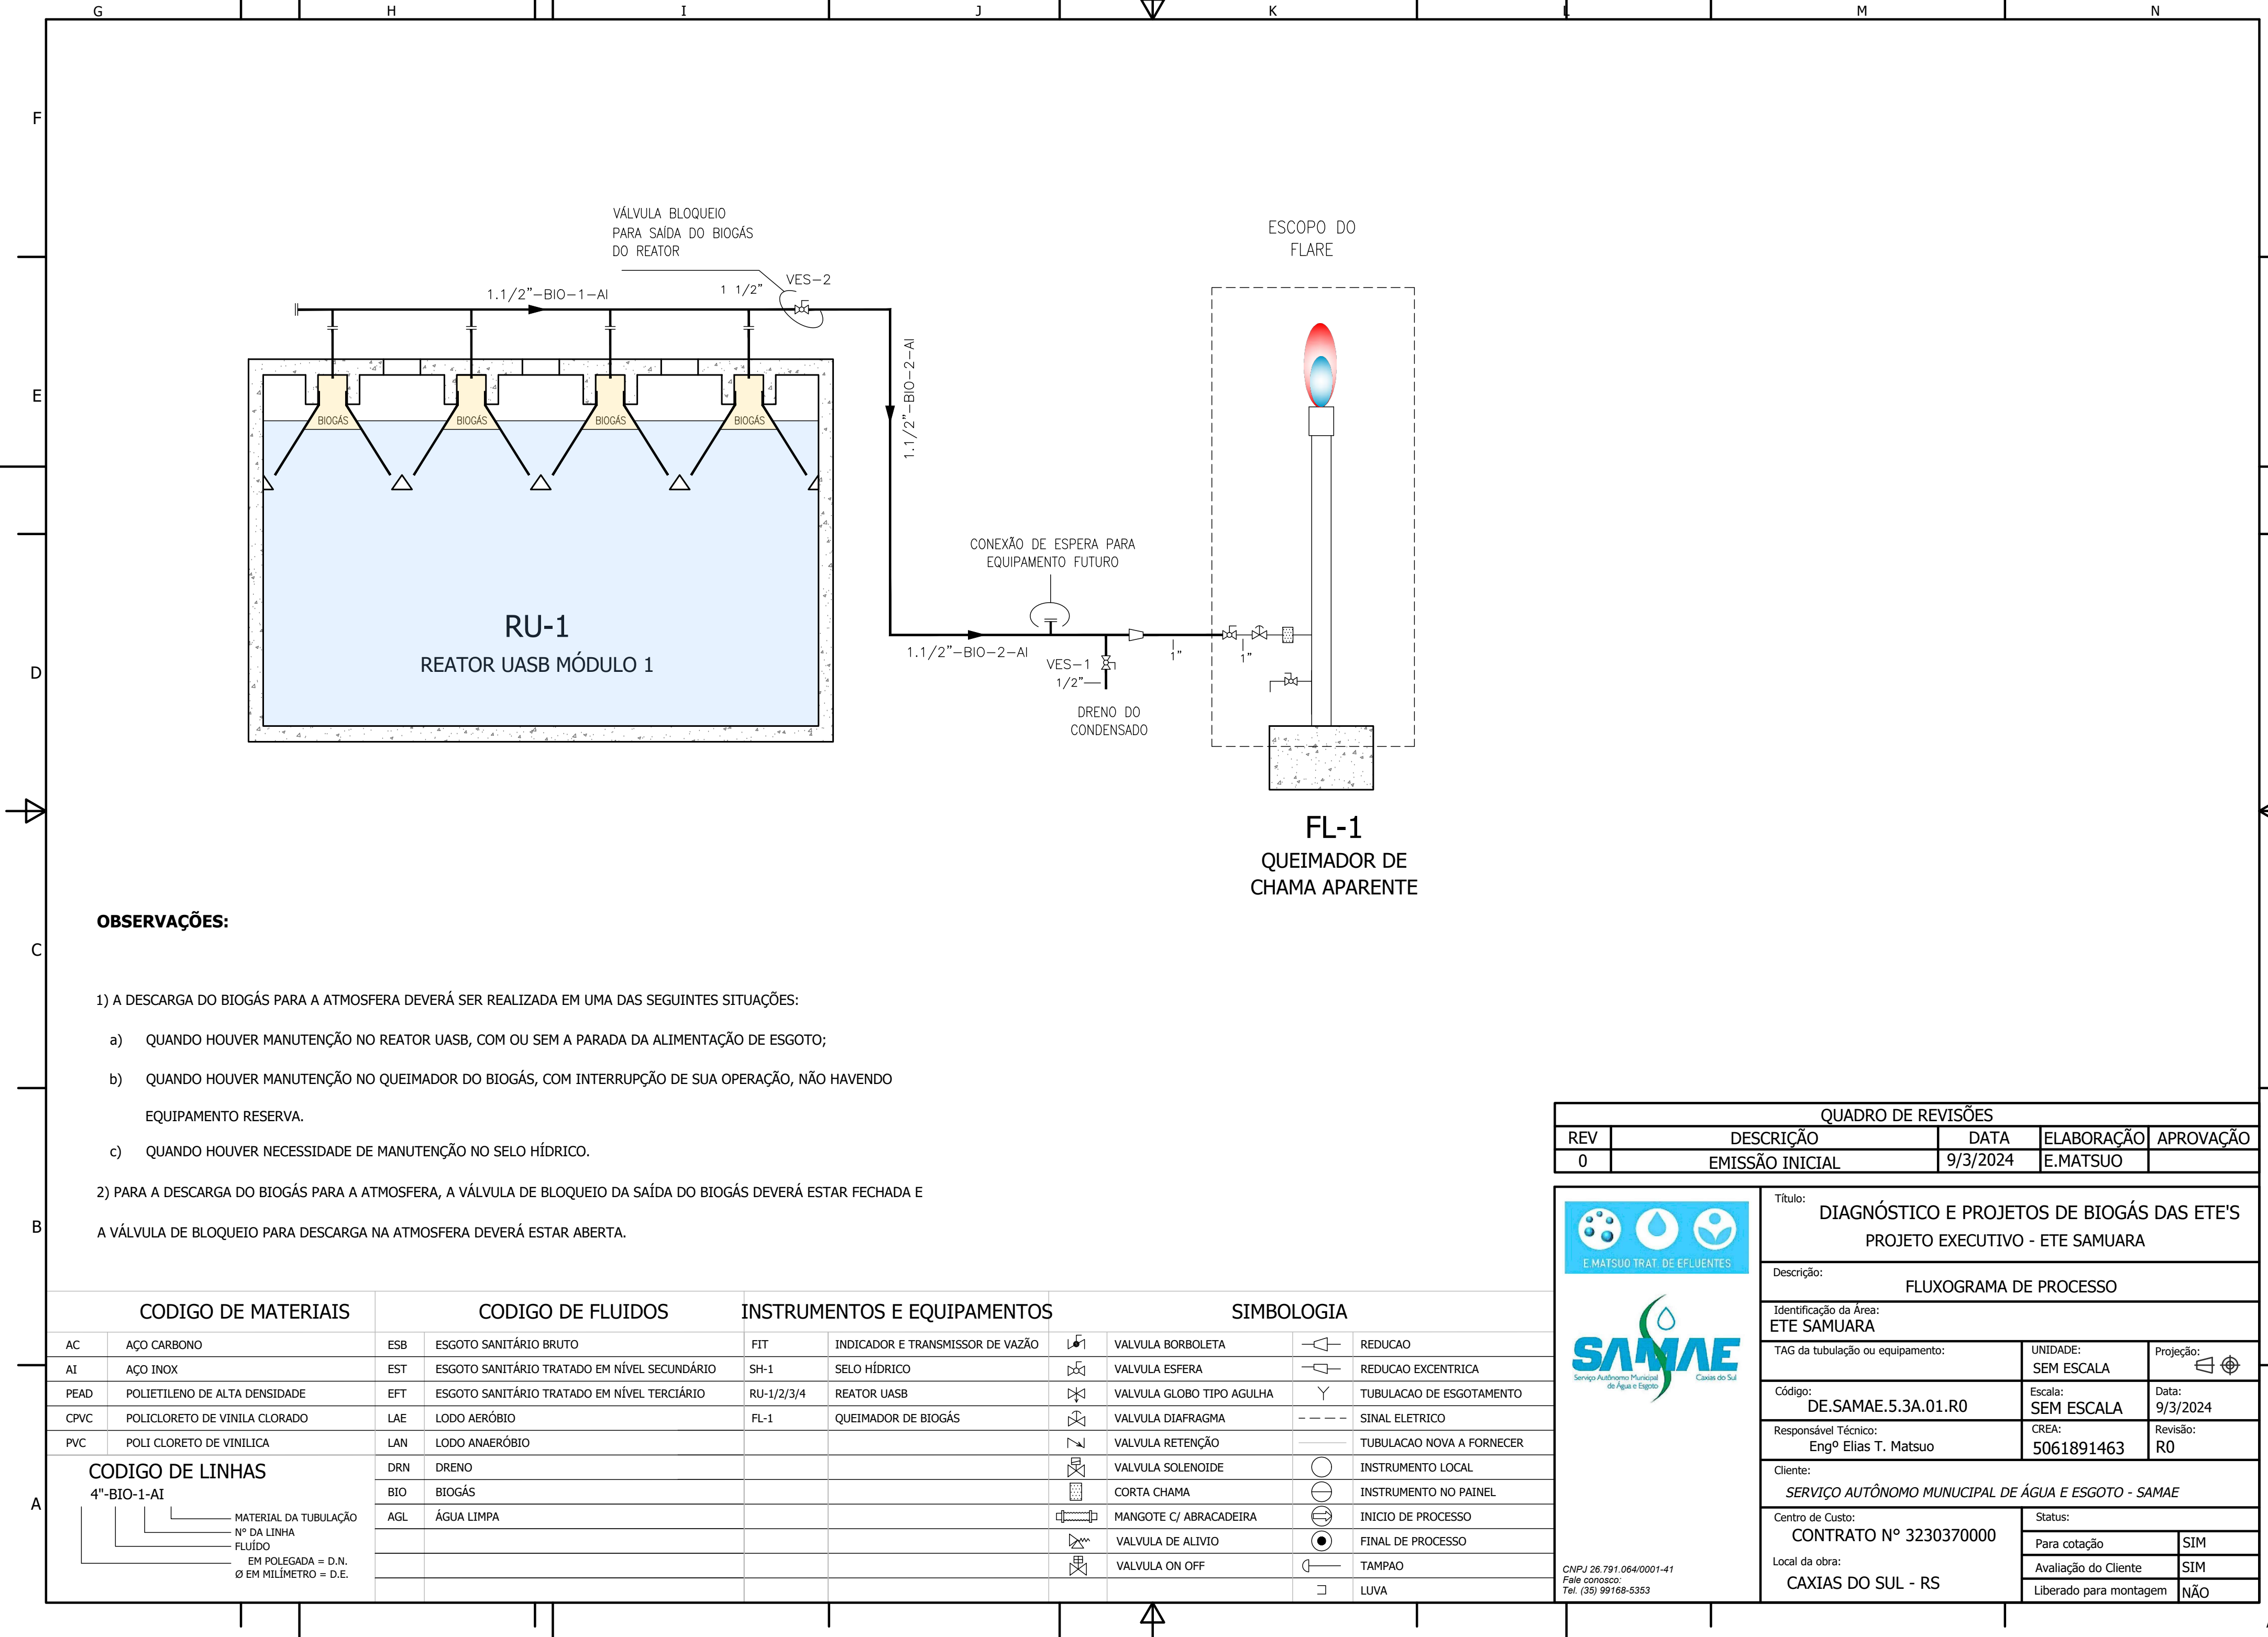 G
H
I
J
K
L
M
N
F
E
D
C
B
A
VÁLVULA BLOQUEIO
PARA SAÍDA DO BIOGÁS
DO REATOR
VES-2
1.1/2"-BIO-1-AI
1 1/2"
1.1/2"-BIO-2-AI
BIOGÁS
BIOGÁS
BIOGÁS
BIOGÁS
RU-1
REATOR UASB MÓDULO 1
CONEXÃO DE ESPERA PARA
EQUIPAMENTO FUTURO
1.1/2"-BIO-2-AI
VES-1
1/2"
DRENO DO
CONDENSADO
1"
1"
ESCOPO DO
FLARE
FL-1
QUEIMADOR DE
CHAMA APARENTE
OBSERVAÇÕES:
1) A DESCARGA DO BIOGÁS PARA A ATMOSFERA DEVERÁ SER REALIZADA EM UMA DAS SEGUINTES SITUAÇÕES:
a) QUANDO HOUVER MANUTENÇÃO NO REATOR UASB, COM OU SEM A PARADA DA ALIMENTAÇÃO DE ESGOTO;
b) QUANDO HOUVER MANUTENÇÃO NO QUEIMADOR DO BIOGÁS, COM INTERRUPÇÃO DE SUA OPERAÇÃO, NÃO HAVENDO
EQUIPAMENTO RESERVA.
c) QUANDO HOUVER NECESSIDADE DE MANUTENÇÃO NO SELO HÍDRICO.
2) PARA A DESCARGA DO BIOGÁS PARA A ATMOSFERA, A VÁLVULA DE BLOQUEIO DA SAÍDA DO BIOGÁS DEVERÁ ESTAR FECHADA E
A VÁLVULA DE BLOQUEIO PARA DESCARGA NA ATMOSFERA DEVERÁ ESTAR ABERTA.
CODIGO DE MATERIAIS
AC AÇO CARBONO
AI AÇO INOX
PEAD POLIETILENO DE ALTA DENSIDADE
CPVC POLICLORETO DE VINILA CLORADO
PVC POLI CLORETO DE VINILICA
CODIGO DE LINHAS
4"-BIO-1-AI
MATERIAL DA TUBULAÇÃO
N° DA LINHA
FLUÍDO
EM POLEGADA = D.N.
Ø EM MILÍMETRO = D.E.
CODIGO DE FLUIDOS
ESB ESGOTO SANITÁRIO BRUTO
EST ESGOTO SANITÁRIO TRATADO EM NÍVEL SECUNDÁRIO
EFT ESGOTO SANITÁRIO TRATADO EM NÍVEL TERCIÁRIO
LAE LODO AERÓBIO
LAN LODO ANAERÓBIO
DRN DRENO
BIO BIOGÁS
AGL ÁGUA LIMPA
INSTRUMENTOS E EQUIPAMENTOS
FIT INDICADOR E TRANSMISSOR DE VAZÃO
SH-1 SELO HÍDRICO
RU-1/2/3/4 REATOR UASB
FL-1 QUEIMADOR DE BIOGÁS
SIMBOLOGIA
VALVULA BORBOLETA
VALVULA ESFERA
VALVULA GLOBO TIPO AGULHA
VALVULA DIAFRAGMA
VALVULA RETENÇÃO
VALVULA SOLENOIDE
CORTA CHAMA
MANGOTE C/ ABRACADEIRA
VALVULA DE ALIVIO
VALVULA ON OFF
REDUCAO
REDUCAO EXCENTRICA
TUBULACAO DE ESGOTAMENTO
SINAL ELETRICO
TUBULACAO NOVA A FORNECER
INSTRUMENTO LOCAL
INSTRUMENTO NO PAINEL
INICIO DE PROCESSO
FINAL DE PROCESSO
TAMPAO
LUVA
QUADRO DE REVISÕES
REV DESCRIÇÃO DATA ELABORAÇÃO APROVAÇÃO
0 EMISSÃO INICIAL 9/3/2024 E.MATSUO
E.MATSUO TRAT. DE EFLUENTES
SAMAE
Serviço Autônomo Municipal
de Água e Esgoto
Caxias do Sul
CNPJ 26.791.064/0001-41
Fale conosco:
Tel. (35) 99168-5353
Título:
DIAGNÓSTICO E PROJETOS DE BIOGÁS DAS ETE'S
PROJETO EXECUTIVO - ETE SAMUARA
Descrição:
FLUXOGRAMA DE PROCESSO
Identificação da Área:
ETE SAMUARA
TAG da tubulação ou equipamento:
UNIDADE:
SEM ESCALA
Projeção:
Código:
DE.SAMAE.5.3A.01.R0
Escala:
SEM ESCALA
Data:
9/3/2024
Responsável Técnico:
Engº Elias T. Matsuo
CREA:
5061891463
Revisão:
R0
Cliente:
SERVIÇO AUTÔNOMO MUNUCIPAL DE ÁGUA E ESGOTO - SAMAE
Centro de Custo:
CONTRATO N° 3230370000
Local da obra:
CAXIAS DO SUL - RS
Status:
Para cotação SIM
Avaliação do Cliente SIM
Liberado para montagem NÃO